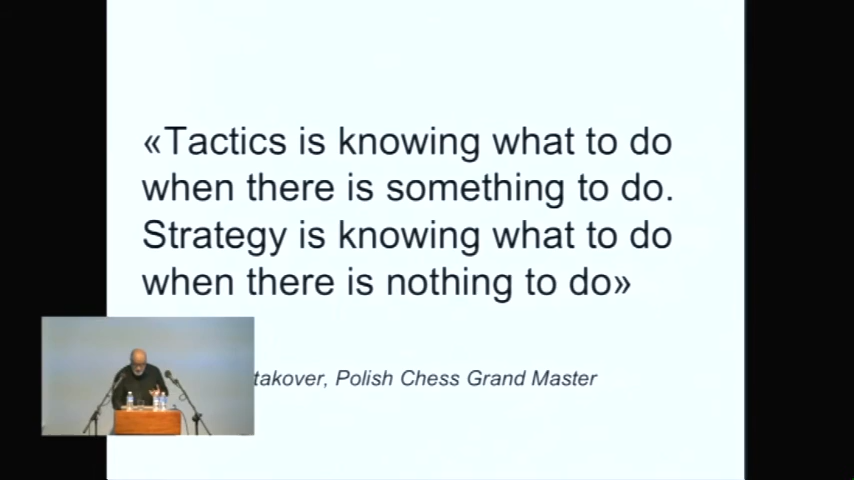 «Tactics is knowing what to do
when there is something to do.
Strategy is knowing what to do
when there is nothing to do»
takover, Polish Chess Grand Master